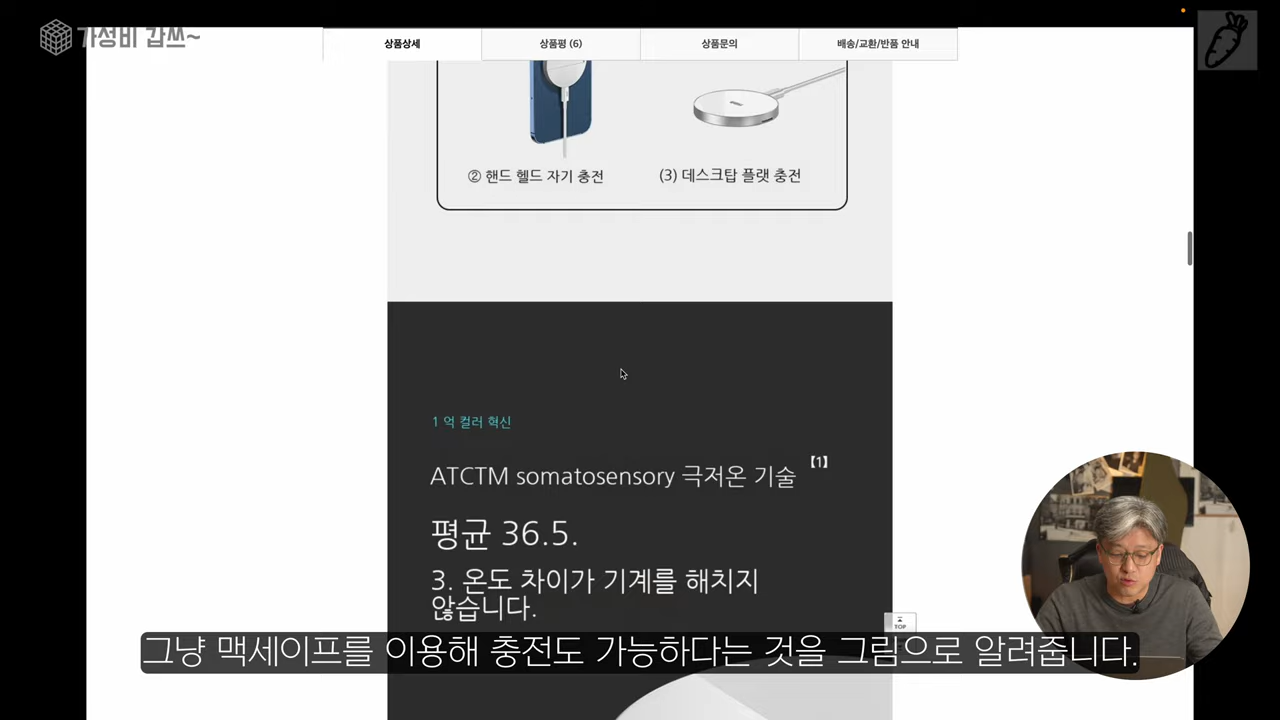 가성비 갑쓰~
상품상세
상품평 (6)
상품문의
배송/교환/반품 안내
② 핸드 헬드 자기 충전
(3) 데스크탑 플랫 충전
1 억 컬러 혁신
ATCTM somatosensory 극저온 기술 【1】
평균 36.5.
3. 온도 차이가 기계를 해치지
않습니다.
TOP
그냥 맥세이프를 이용해 충전도 가능하다는 것을 그림으로 알려줍니다.